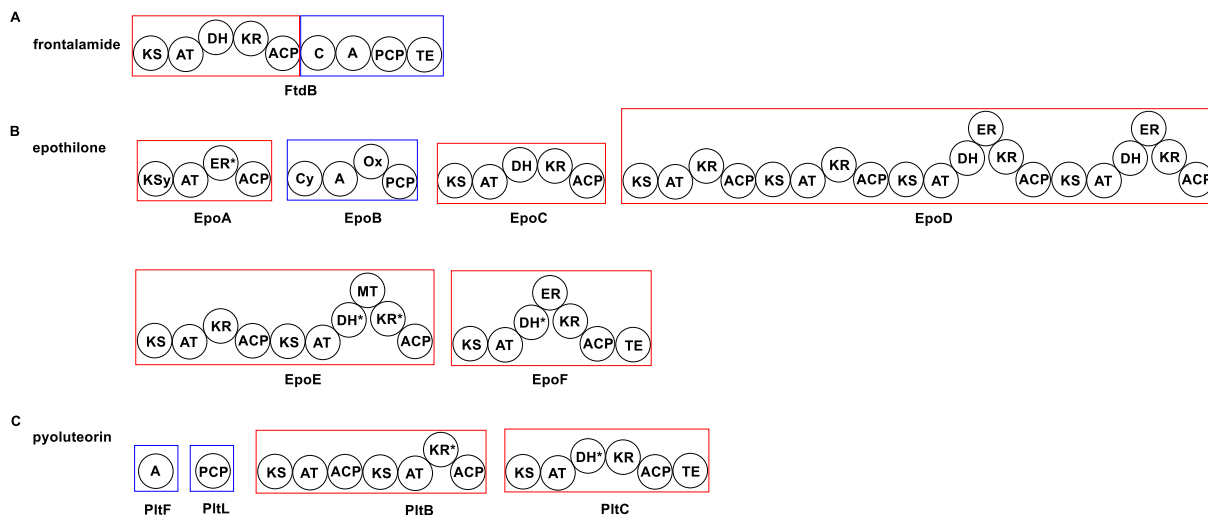 A
frontalamide
KS AT DH KR ACP C A PCP TE
FtdB
B
epothilone
KSy AT ER* ACP
EpoA
Cy A Ox PCP
EpoB
KS AT DH KR ACP
EpoC
KS AT KR ACP KS AT KR ACP KS AT DH ER KR ACP KS AT DH ER KR ACP
EpoD
KS AT KR ACP KS AT DH* MT KR* ACP
EpoE
KS AT DH* ER KR ACP TE
EpoF
C
pyoluteorin
A
PltF
PCP
PltL
KS AT ACP KS AT KR* ACP
PltB
KS AT DH* KR ACP TE
PltC